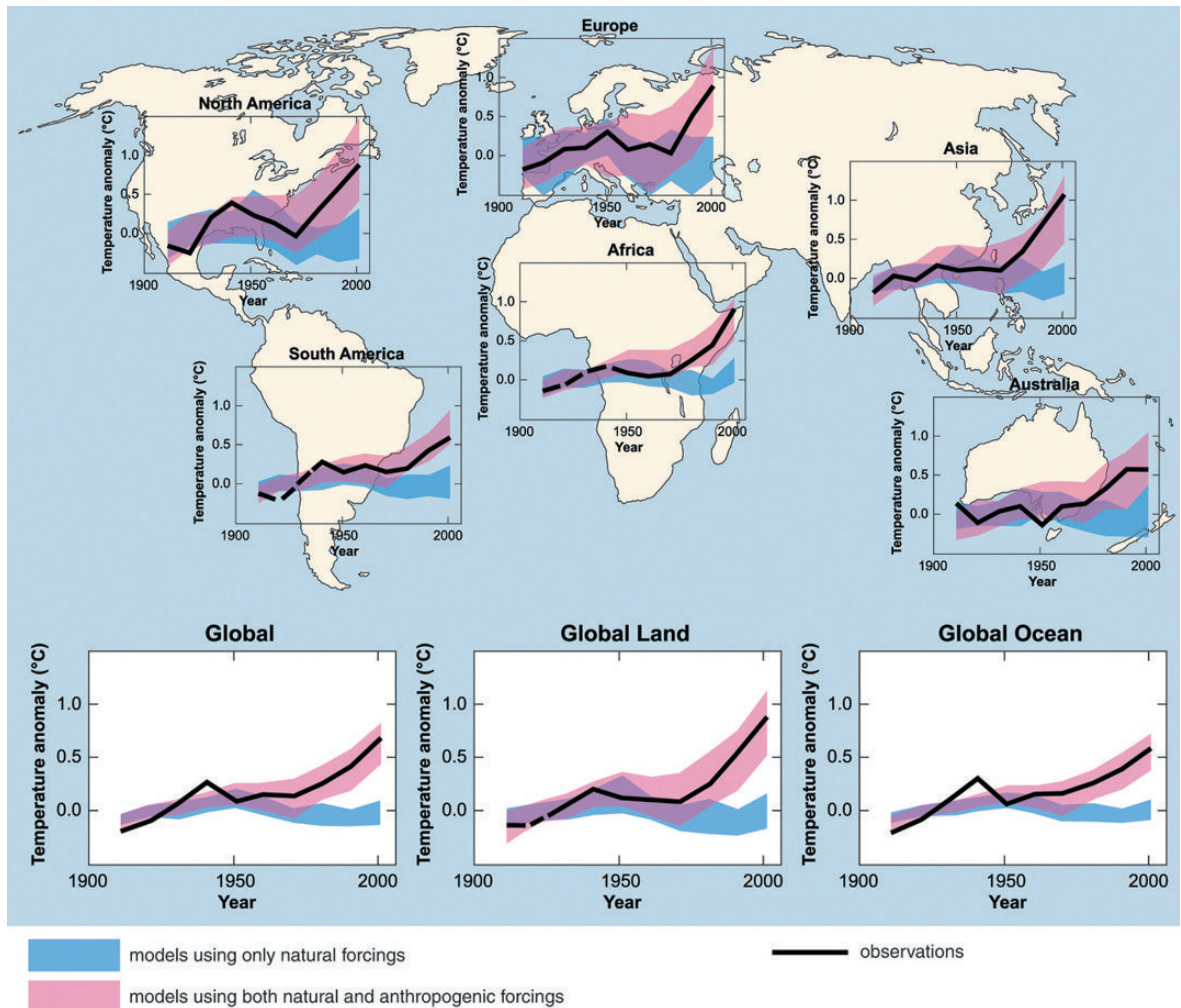 Europe
Temperature anomaly (°C)
1.0
0.5
0.0
1900
1950
2000
Year
North America
Temperature anomaly (°C)
1.0
0.5
0.0
1900
1950
2000
Year
Asia
Temperature anomaly (°C)
1.0
0.5
0.0
1900
1950
2000
Year
Africa
Temperature anomaly (°C)
1.0
0.5
0.0
1900
1950
2000
Year
South America
Temperature anomaly (°C)
1.0
0.5
0.0
1900
1950
2000
Year
Australia
Temperature anomaly (°C)
1.0
0.5
0.0
1900
1950
2000
Year
Global
Temperature anomaly (°C)
1.0
0.5
0.0
1900
1950
2000
Year
Global Land
Temperature anomaly (°C)
1.0
0.5
0.0
1900
1950
2000
Year
Global Ocean
Temperature anomaly (°C)
1.0
0.5
0.0
1900
1950
2000
Year
models using only natural forcings
observations
models using both natural and anthropogenic forcings